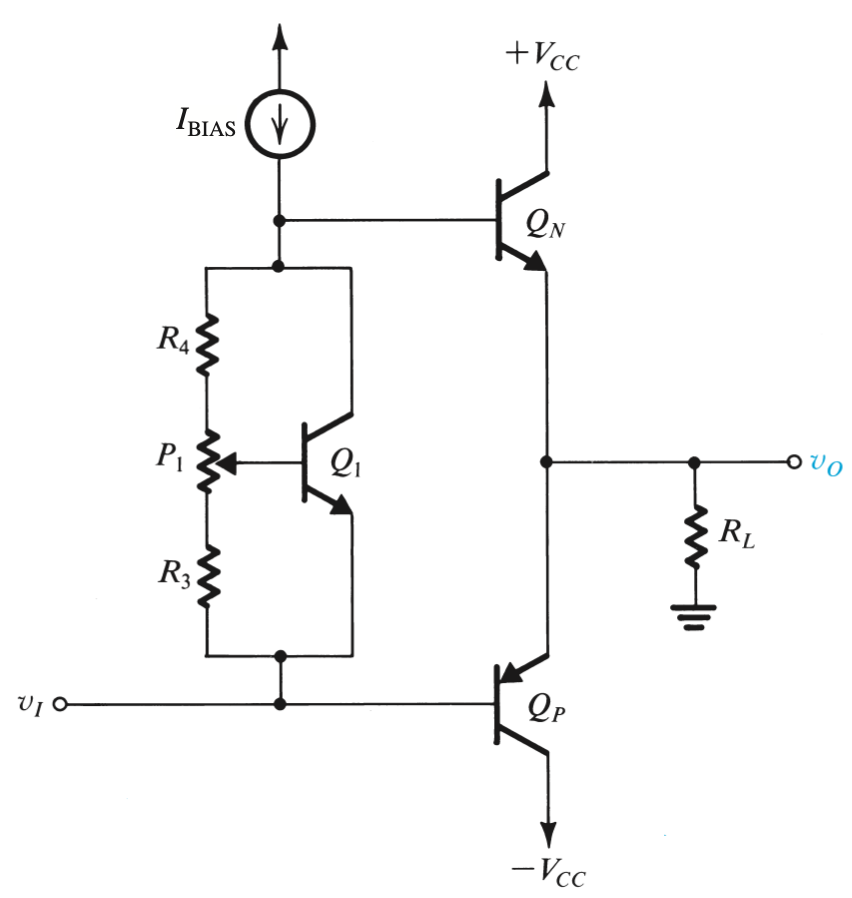 +V_CC
I_BIAS
Q_N
R_4
P_1
Q_1
v_O
R_L
R_3
v_I
Q_P
−V_CC